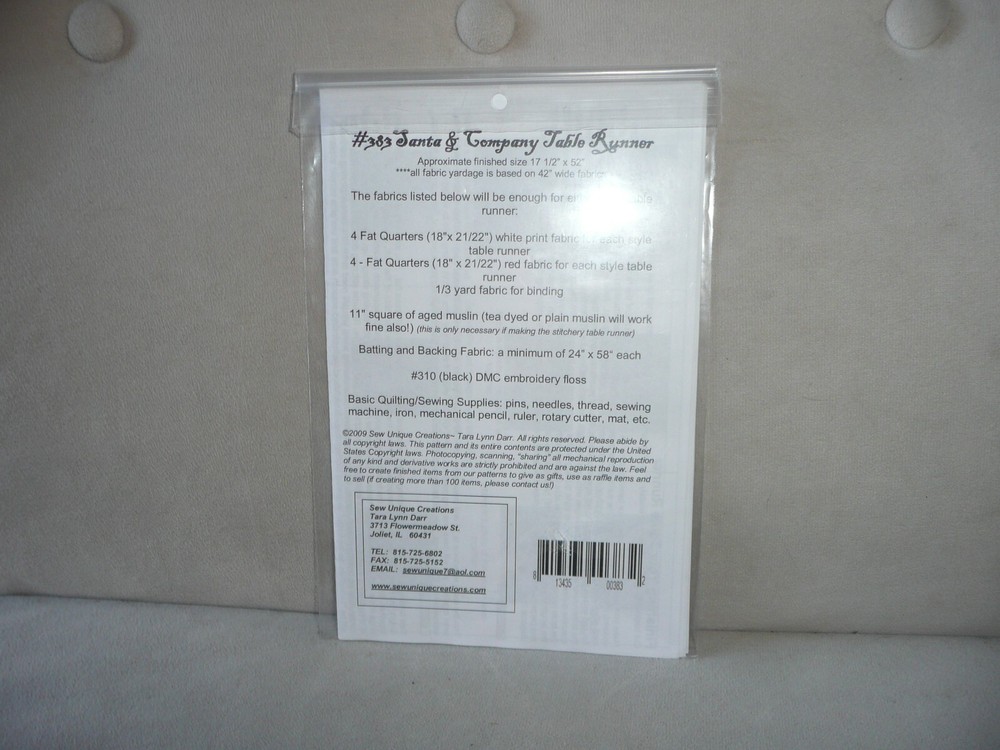 #383 Santa & Company Table Runner
Approximate finished size 17 1/2" x 52"
****all fabric yardage is based on 42" wide fabric
The fabrics listed below will be enough for
runner:
4 Fat Quarters (18"x 21/22") white print fabric for each style
table runner
4 - Fat Quarters (18" x 21/22") red fabric for each style table
runner
1/3 yard fabric for binding
11" square of aged muslin (tea dyed or plain muslin will work
fine also!) (this is only necessary if making the stitchery table runner)
Batting and Backing Fabric: a minimum of 24" x 58" each
#310 (black) DMC embroidery floss
Basic Quilting/Sewing Supplies: pins, needles, thread, sewing
machine, iron, mechanical pencil, ruler, rotary cutter, mat, etc.
©2009 Sew Unique Creations~ Tara Lynn Darr. All rights reserved. Please abide by
all copyright laws. This pattern and its entire contents are protected under the United
States Copyright laws. Photocopying, scanning, "sharing" all mechanical reproduction
of any kind and derivative works are strictly prohibited and are against the law. Feel
free to create finished items from our patterns to give as gifts, use as raffle items and
to sell (if creating more than 100 items, please contact us!)
Sew Unique Creations
Tara Lynn Darr
3713 Flowermeadow St.
Joliet, IL 60431
TEL: 815-725-6802
FAX: 815-725-5152
EMAIL: sewunique7@aol.com
www.sewuniquecreations.com
8 13435 00383 2